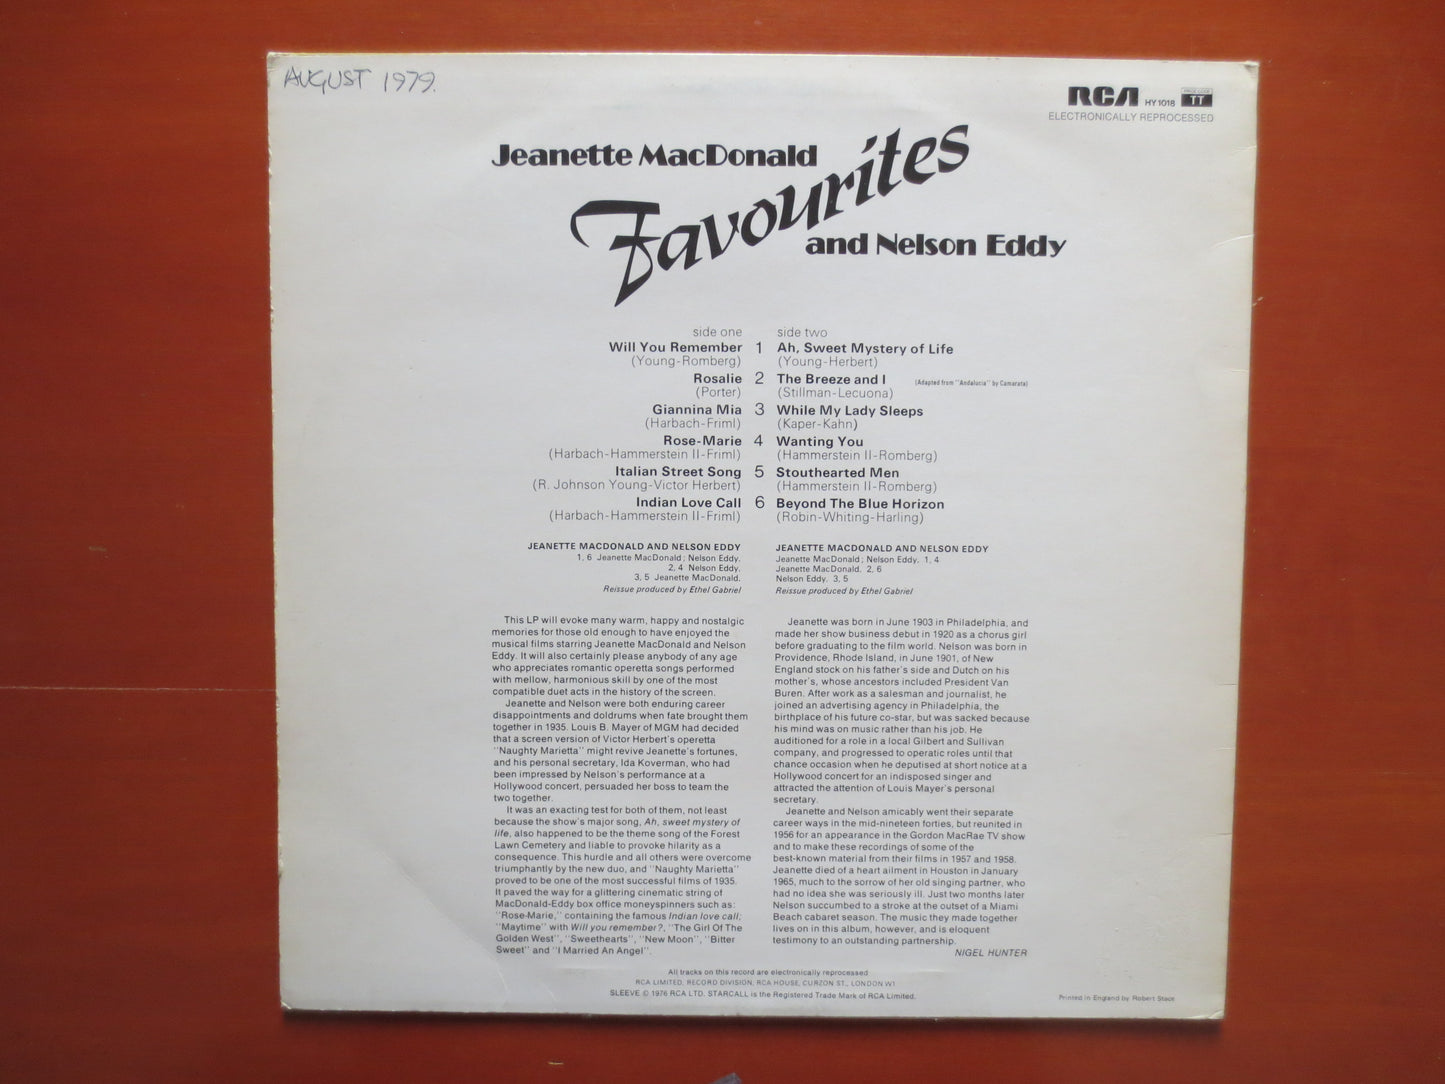 AUGUST 1979.
RCA HY 1018 PRICE CODE TT
ELECTRONICALLY REPROCESSED
Jeanette MacDonald
Favourites
and Nelson Eddy
side one
Will You Remember 1
(Young-Romberg)
Rosalie 2
(Porter)
Giannina Mia 3
(Harbach-Friml)
Rose-Marie 4
(Harbach-Hammerstein II-Friml)
Italian Street Song 5
(R. Johnson Young-Victor Herbert)
Indian Love Call 6
(Harbach-Hammerstein II-Friml)
side two
Ah, Sweet Mystery of Life
(Young-Herbert)
The Breeze and I (Adapted from "Andalucia" by Camarata)
(Stillman-Lecuona)
While My Lady Sleeps
(Kaper-Kahn)
Wanting You
(Hammerstein II-Romberg)
Stouthearted Men
(Hammerstein II-Romberg)
Beyond The Blue Horizon
(Robin-Whiting-Harling)
JEANETTE MACDONALD AND NELSON EDDY
1, 6 Jeanette MacDonald; Nelson Eddy.
2, 4 Nelson Eddy.
3, 5 Jeanette MacDonald.
Reissue produced by Ethel Gabriel
JEANETTE MACDONALD AND NELSON EDDY
Jeanette MacDonald; Nelson Eddy. 1, 4
Jeanette MacDonald. 2, 6
Nelson Eddy. 3, 5
Reissue produced by Ethel Gabriel
This LP will evoke many warm, happy and nostalgic
memories for those old enough to have enjoyed the
musical films starring Jeanette MacDonald and Nelson
Eddy. It will also certainly please anybody of any age
who appreciates romantic operetta songs performed
with mellow, harmonious skill by one of the most
compatible duet acts in the history of the screen.
Jeanette and Nelson were both enduring career
disappointments and doldrums when fate brought them
together in 1935. Louis B. Mayer of MGM had decided
that a screen version of Victor Herbert's operetta
"Naughty Marietta" might revive Jeanette's fortunes,
and his personal secretary, Ida Koverman, who had
been impressed by Nelson's performance at a
Hollywood concert, persuaded her boss to team the
two together.
It was an exacting test for both of them, not least
because the show's major song, Ah, sweet mystery of
life, also happened to be the theme song of the Forest
Lawn Cemetery and liable to provoke hilarity as a
consequence. This hurdle and all others were overcome
triumphantly by the new duo, and "Naughty Marietta"
proved to be one of the most successful films of 1935.
It paved the way for a glittering cinematic string of
MacDonald-Eddy box office moneyspinners such as:
"Rose-Marie," containing the famous Indian love call;
"Maytime" with Will you remember?, "The Girl Of The
Golden West", "Sweethearts", "New Moon", "Bitter
Sweet" and "I Married An Angel".
Jeanette was born in June 1903 in Philadelphia, and
made her show business debut in 1920 as a chorus girl
before graduating to the film world. Nelson was born in
Providence, Rhode Island, in June 1901, of New
England stock on his father's side and Dutch on his
mother's, whose ancestors included President Van
Buren. After work as a salesman and journalist, he
joined an advertising agency in Philadelphia, the
birthplace of his future co-star, but was sacked because
his mind was on music rather than his job. He
auditioned for a role in a local Gilbert and Sullivan
company, and progressed to operatic roles until that
chance occasion when he deputised at short notice at a
Hollywood concert for an indisposed singer and
attracted the attention of Louis Mayer's personal
secretary.
Jeanette and Nelson amicably went their separate
career ways in the mid-nineteen forties, but reunited in
1956 for an appearance in the Gordon MacRae TV show
and to make these recordings of some of the
best-known material from their films in 1957 and 1958.
Jeanette died of a heart ailment in Houston in January
1965, much to the sorrow of her old singing partner, who
had no idea she was seriously ill. Just two months later
Nelson succumbed to a stroke at the outset of a Miami
Beach cabaret season. The music they made together
lives on in this album, however, and is eloquent
testimony to an outstanding partnership.
NIGEL HUNTER
All tracks on this record are electronically reprocessed
RCA LIMITED, RECORD DIVISION, RCA HOUSE, CURZON ST., LONDON W1
SLEEVE © 1976 RCA LTD. STARCALL is the Registered Trade Mark of RCA Limited.
Printed in England by Robert Stace